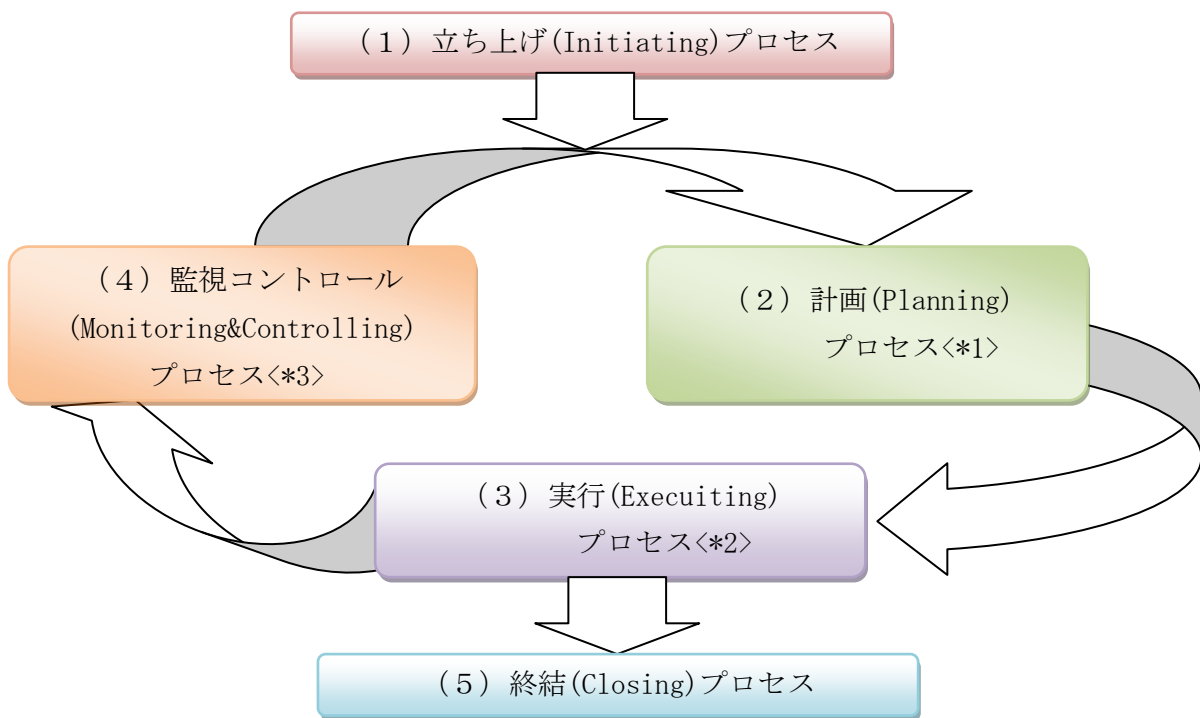 （１）立ち上げ(Initiating)プロセス
（２）計画(Planning)
プロセス<*1>
（３）実行(Execuiting)
プロセス<*2>
（４）監視コントロール
(Monitoring&Controlling)
プロセス<*3>
（５）終結(Closing)プロセス